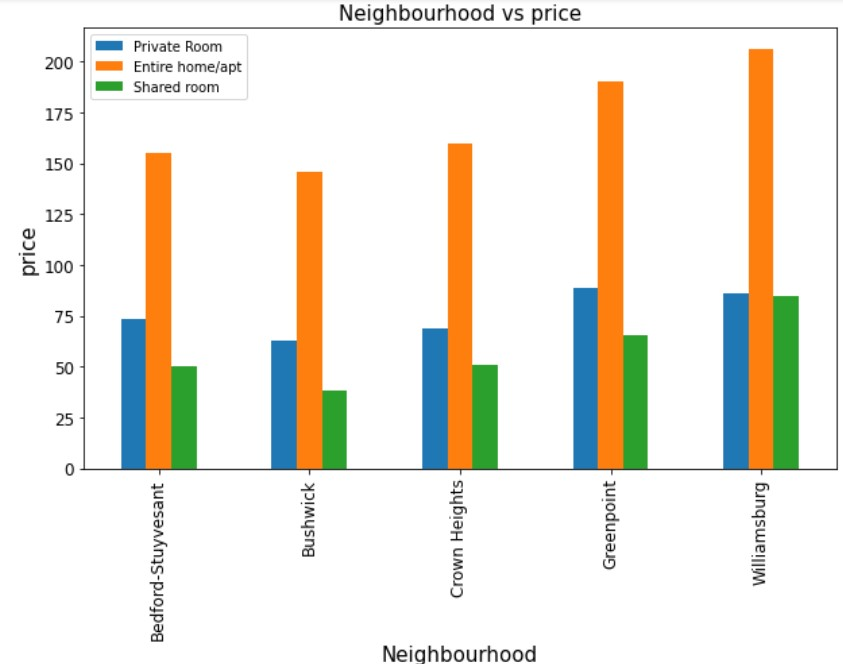 Neighbourhood vs price
Private Room
Entire home/apt
Shared room
200
175
150
125
100
75
50
25
0
price
Bedford-Stuyvesant
Bushwick
Crown Heights
Greenpoint
Williamsburg
Neighbourhood